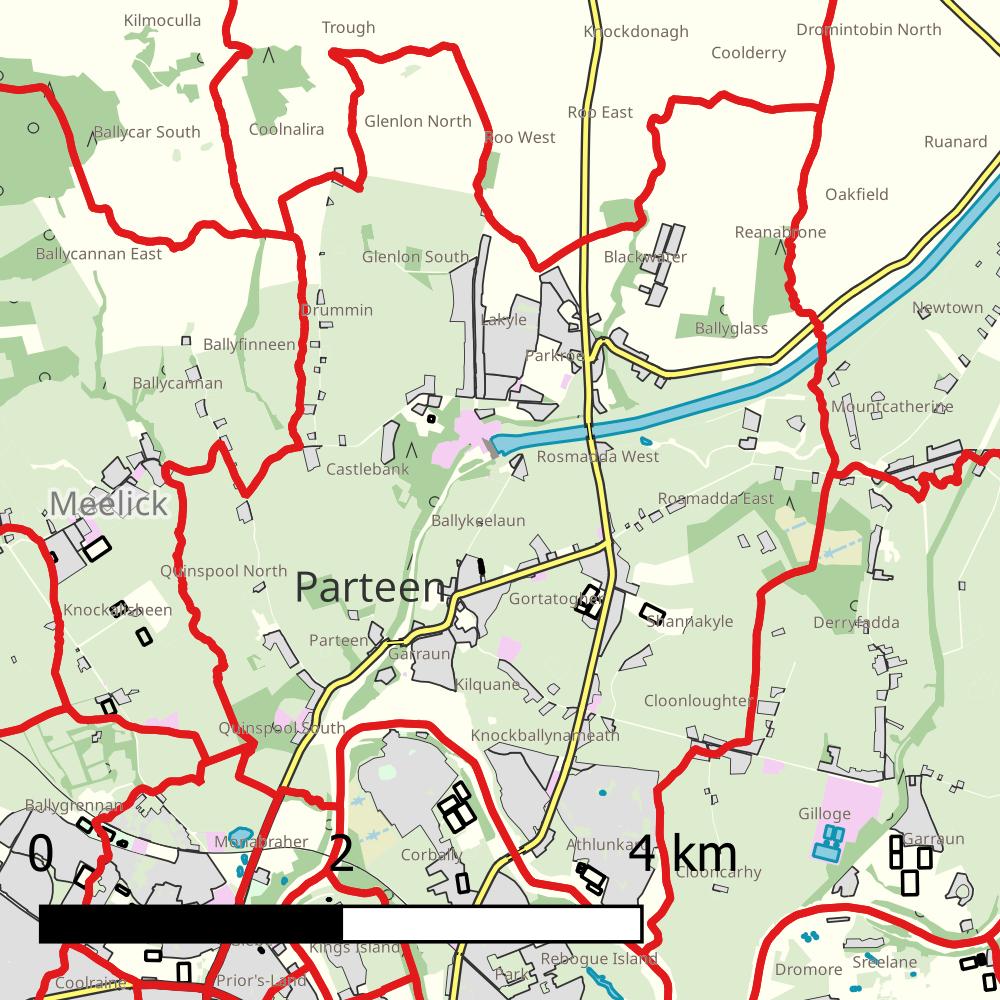 Kilmoculla
Trough
Knockdonagh
Dromintobin North
Coolderry
Ballycar South
Coolnalira
Glenlon North
Roo East
Roo West
Ruanard
Oakfield
Reanabrone
Ballycannan East
Glenlon South
Blackwater
Drummin
Lakyle
Newtown
Ballyglass
Ballyfinneen
Parkroe
Ballycannan
Mountcatherine
Castlebank
Rosmadda West
Meelick
Rosmadda East
Ballykeelaun
Quinspool North
Parteen
Gortatogher
Knockalisheen
Shannakyle
Derryfadda
Parteen
Garraun
Kilquane
Cloonloughter
Quinspool South
Knockballynameath
Ballygrennan
Gilloge
Monabraher
Corbally
Athlunkard
Garraun
0
2
4 km
Clooncarhy
Kings Island
Rebogue Island
Sreelane
Dromore
Park
Coolraine
Prior's-Land